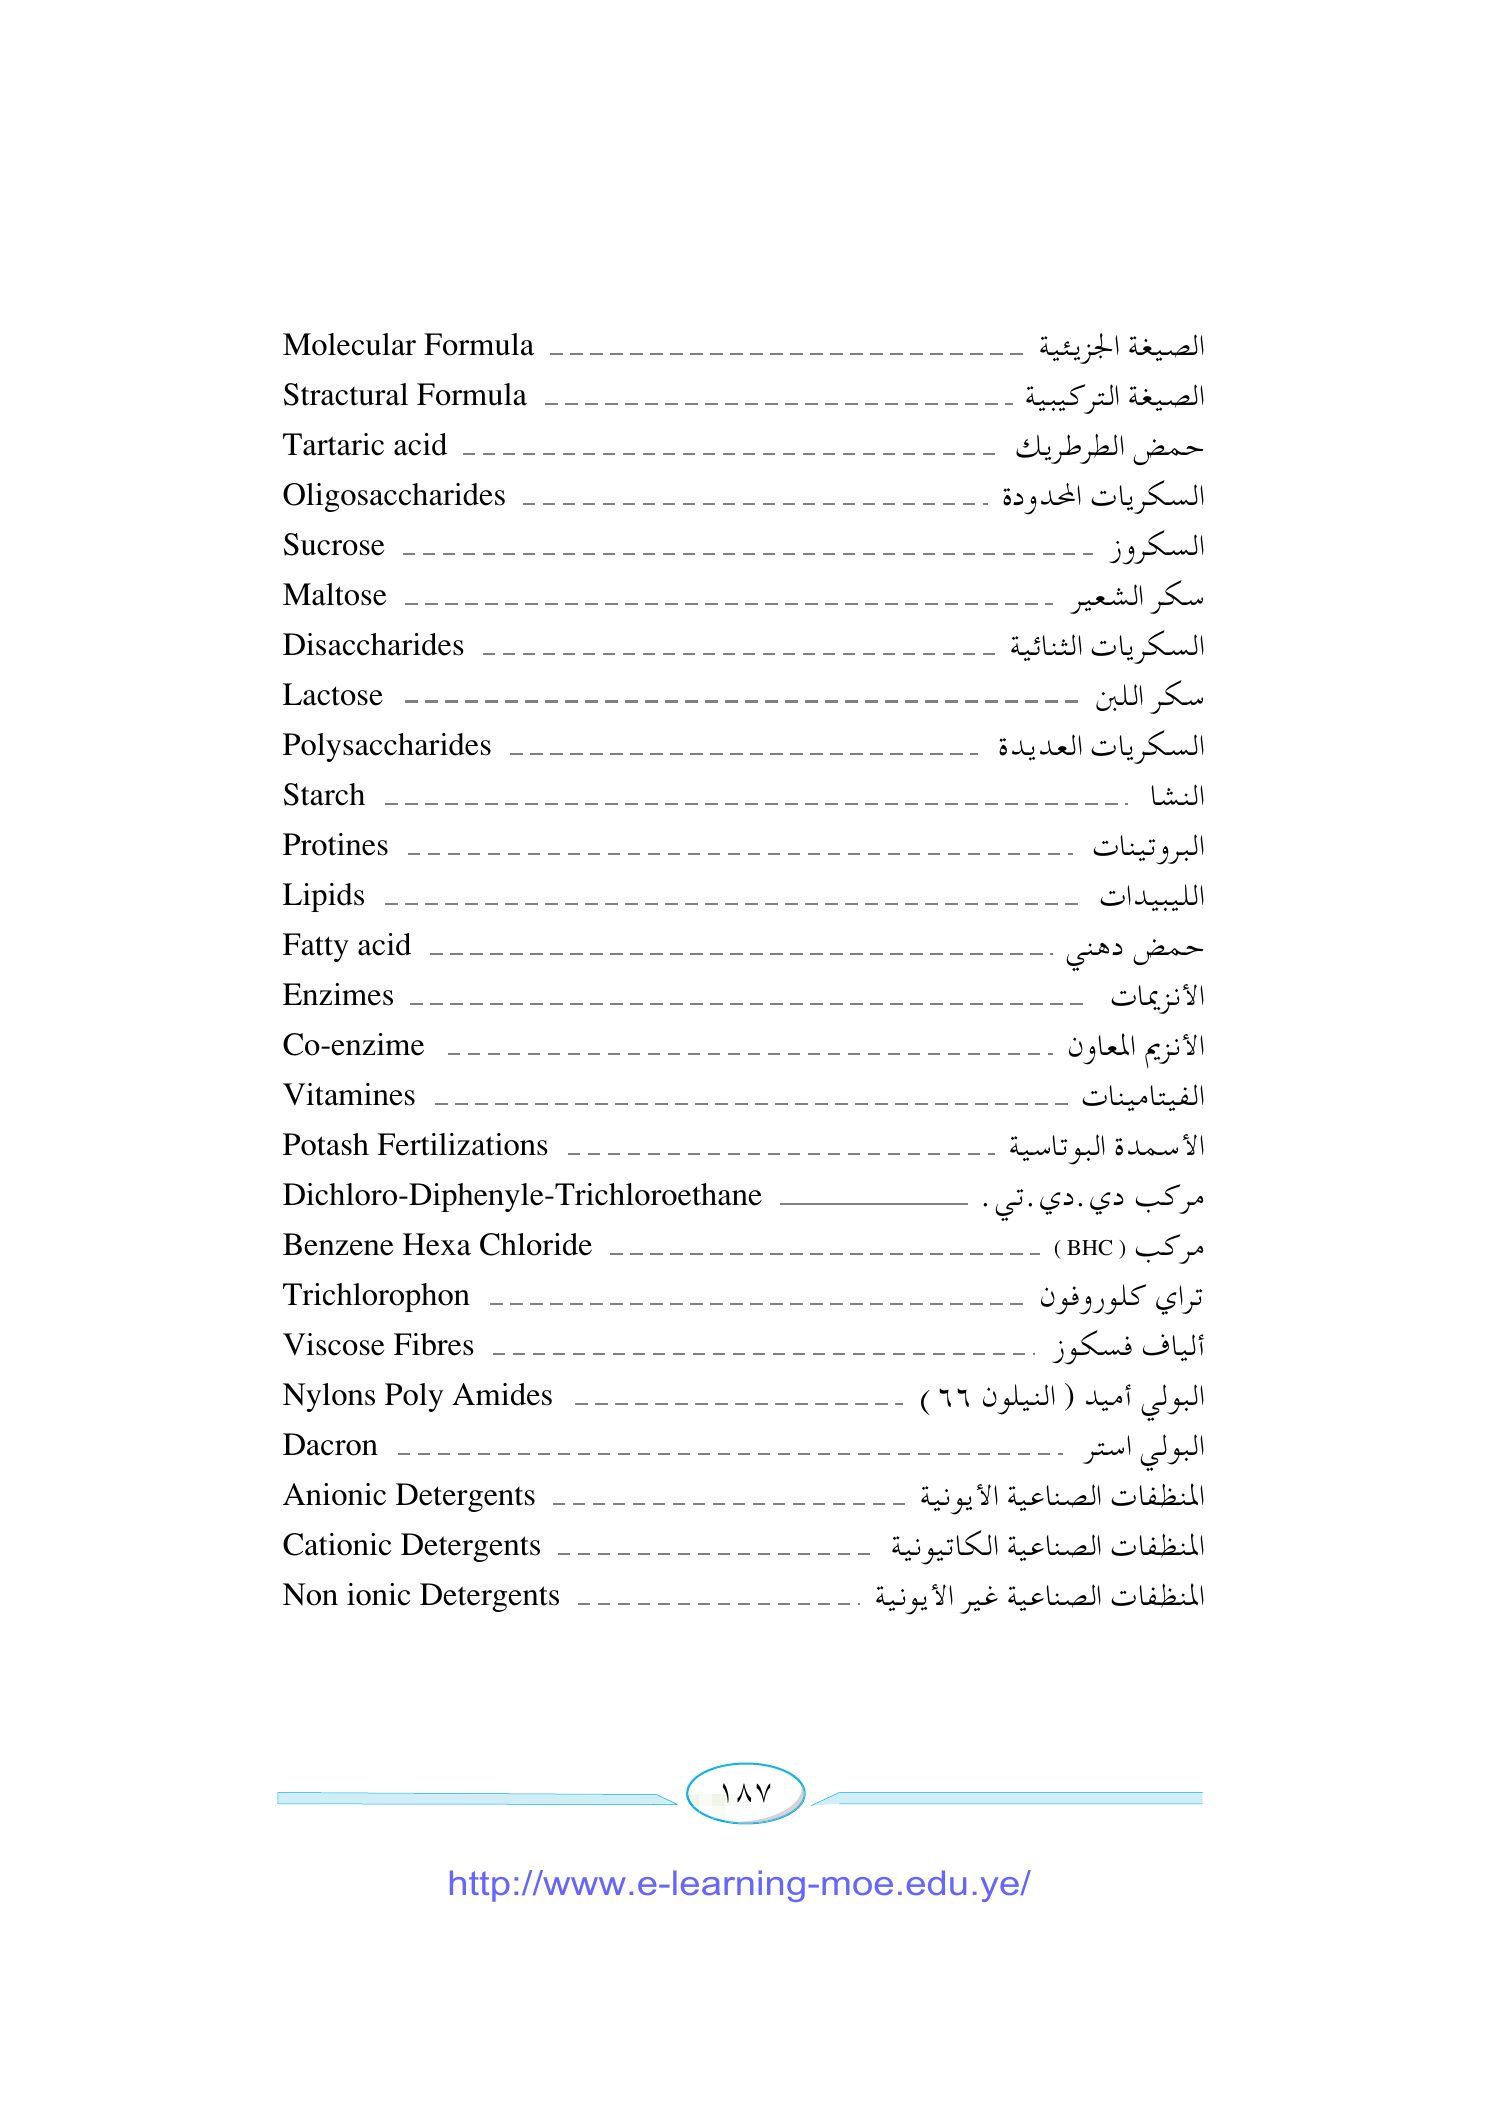 Molecular Formula الصيغة الجزيئية
Stractural Formula الصيغة التركيبية
Tartaric acid حمض الطرطريك
Oligosaccharides السكريات المحدودة
Sucrose السكروز
Maltose سكر الشعير
Disaccharides السكريات الثنائية
Lactose سكر اللبن
Polysaccharides السكريات العديدة
Starch النشا
Protines البروتينات
Lipids الليبيدات
Fatty acid حمض دهني
Enzimes الأنزيمات
Co-enzime الأنزيم المعاون
Vitamines الفيتامينات
Potash Fertilizations الأسمدة البوتاسية
Dichloro-Diphenyle-Trichloroethane مركب دي.دي.تي.
Benzene Hexa Chloride مركب ( BHC )
Trichlorophon تراي كلوروفون
Viscose Fibres ألياف فسكوز
Nylons Poly Amides البولي أميد ( النيلون ٦٦ )
Dacron البولي استر
Anionic Detergents المنظفات الصناعية الأيونية
Cationic Detergents المنظفات الصناعية الكاتيونية
Non ionic Detergents المنظفات الصناعية غير الأيونية
١٨٧
http://www.e-learning-moe.edu.ye/